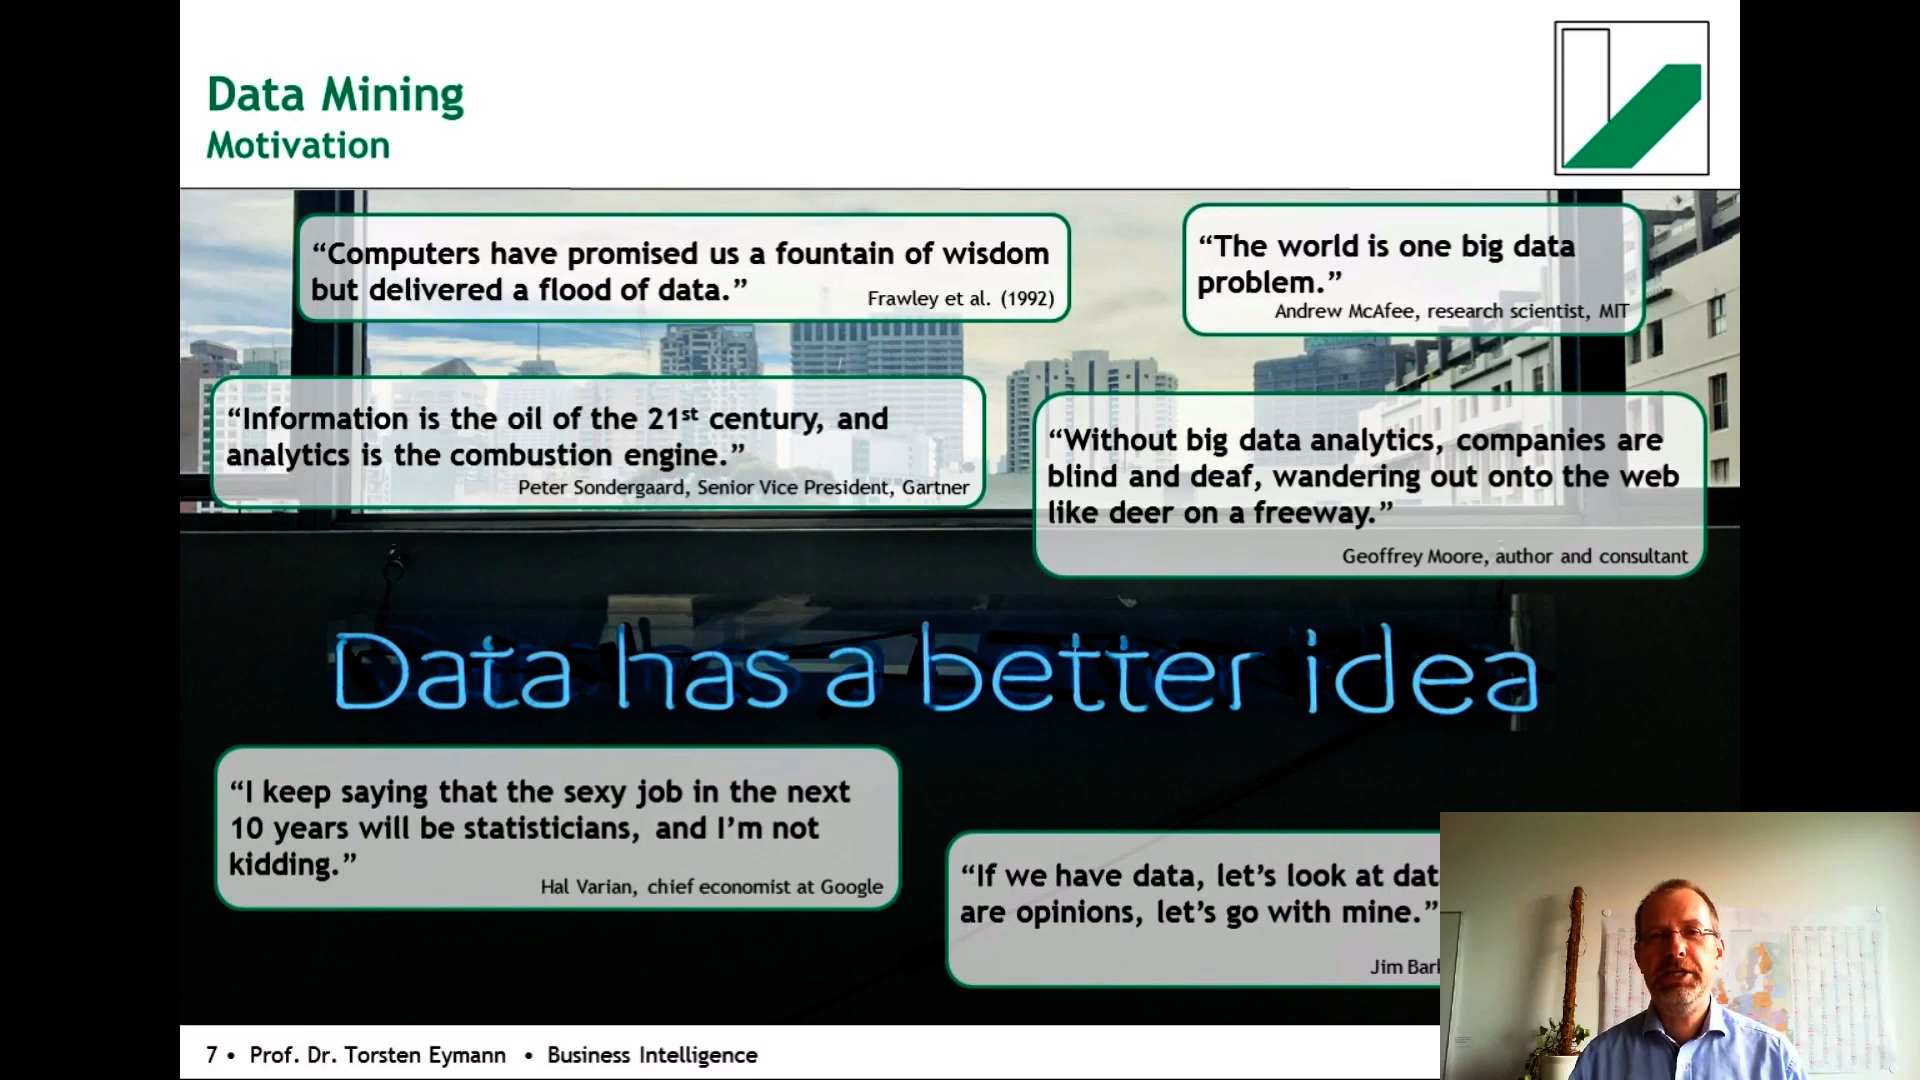 Data Mining
Motivation
“Computers have promised us a fountain of wisdom
but delivered a flood of data.”
Frawley et al. (1992)
“The world is one big data
problem.”
Andrew McAfee, research scientist, MIT
“Information is the oil of the 21st century, and
analytics is the combustion engine.”
Peter Sondergaard, Senior Vice President, Gartner
“Without big data analytics, companies are
blind and deaf, wandering out onto the web
like deer on a freeway.”
Geoffrey Moore, author and consultant
Data has a better idea
“I keep saying that the sexy job in the next
10 years will be statisticians, and I’m not
kidding.”
Hal Varian, chief economist at Google
“If we have data, let’s look at
are opinions, let’s go with mine.”
Jim
7 • Prof. Dr. Torsten Eymann • Business Intelligence